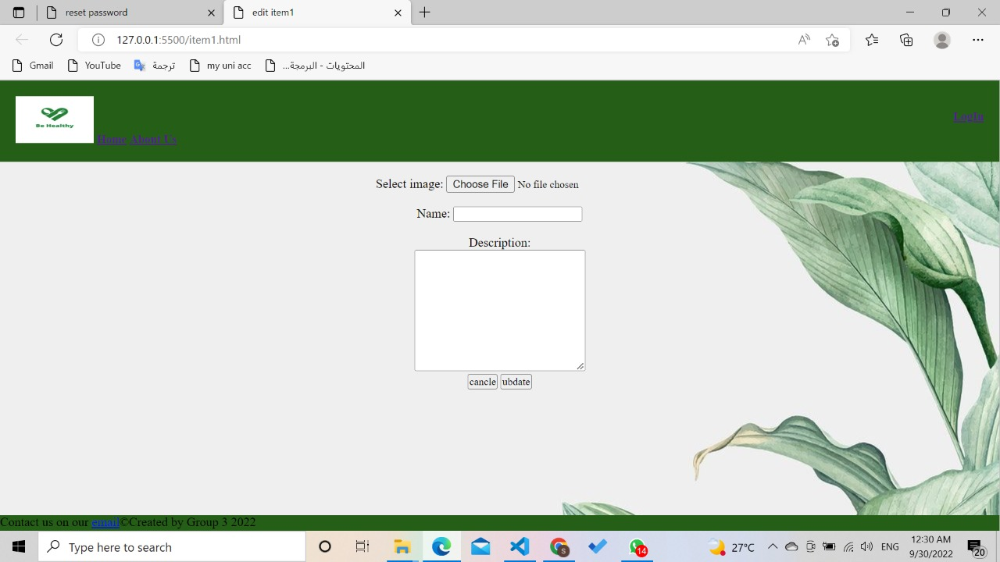 reset password
edit item1
127.0.0.1:5500/item1.html
Gmail
YouTube
ترجمة
my uni acc
المحتويات - البرمجة...
Be Healthy
Home About Us
LogIn
Select image: Choose File No file chosen
Name:
Description:
cancle ubdate
Contact us on our email©Created by Group 3 2022
Type here to search
S
14
27°C
ENG
12:30 AM
9/30/2022
20